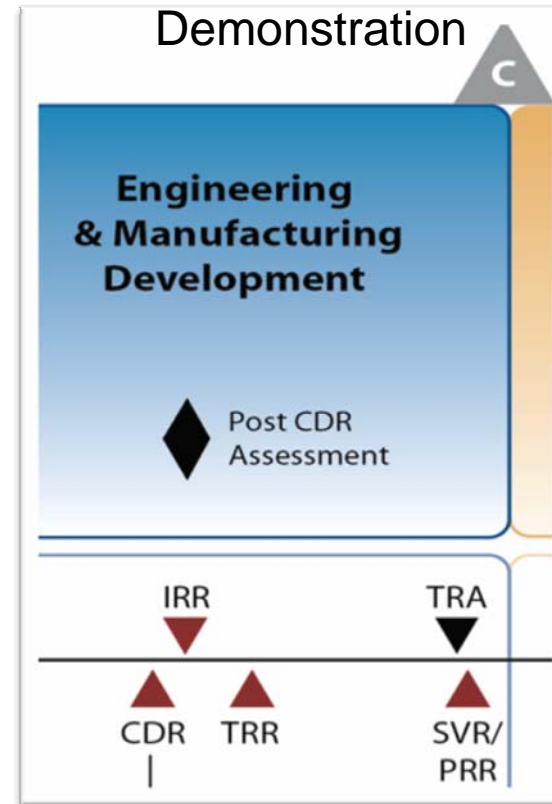 Demonstration
C
Engineering
& Manufacturing
Development
Post CDR
Assessment
IRR
TRA
CDR
TRR
SVR/
PRR